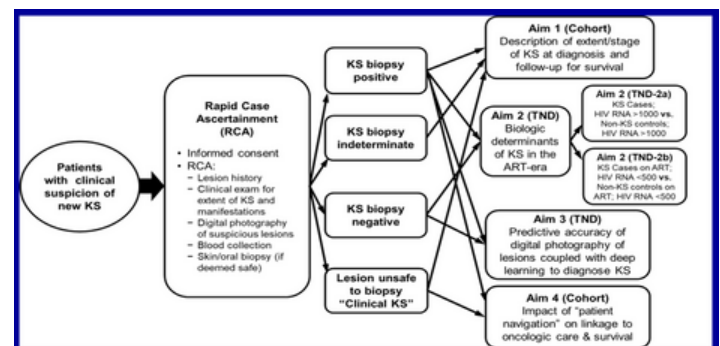 Patients
with clinical
suspicion of
new KS
Rapid Case
Ascertainment
(RCA)
• Informed consent
• RCA:
− Lesion history
− Clinical exam for
extent of KS and
manifestations
− Digital photography
of suspicious lesions
− Blood collection
− Skin/oral biopsy (if
deemed safe)
KS biopsy
positive
KS biopsy
indeterminate
KS biopsy
negative
Lesion unsafe
to biopsy
“Clinical KS”
Aim 1 (Cohort)
Description of extent/stage
of KS at diagnosis and
follow-up for survival
Aim 2 (TND)
Biologic
determinants
of KS in the
ART-era
Aim 2 (TND-2a)
KS Cases;
HIV RNA >1000 vs.
Non-KS controls;
HIV RNA >1000
Aim 2 (TND-2b)
KS Cases on ART;
HIV RNA <500 vs.
Non-KS controls on
ART; HIV RNA <500
Aim 3 (TND)
Predictive accuracy of
digital photography of
lesions coupled with deep
learning to diagnose KS
Aim 4 (Cohort)
Impact of “patient
navigation” on linkage to
oncologic care & survival